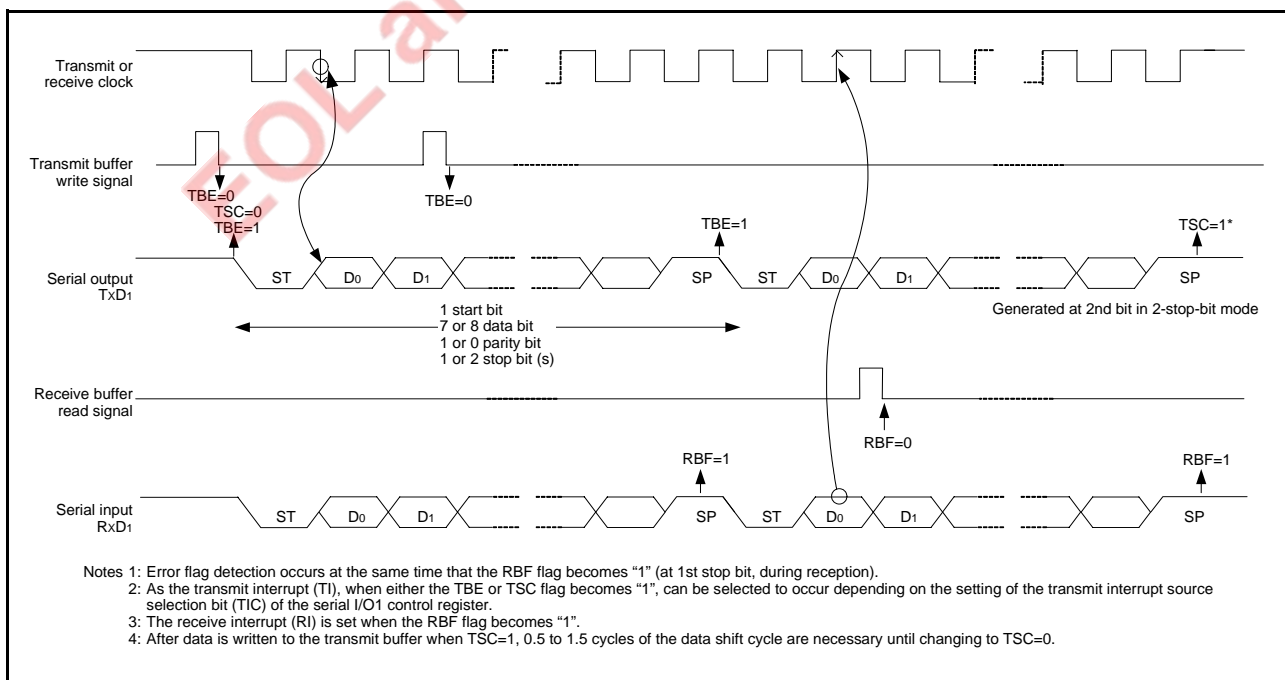 EOL a
Transmit or
receive clock
Transmit buffer
write signal
TBE=0
TSC=0
TBE=1
TBE=0
TBE=1
TSC=1*
Serial output
TXD1
ST D0 D1 SP ST D0 D1 SP
1 start bit
7 or 8 data bit
1 or 0 parity bit
1 or 2 stop bit (s)
Generated at 2nd bit in 2-stop-bit mode
Receive buffer
read signal
RBF=0
RBF=1
RBF=1
Serial input
RXD1
ST D0 D1 SP ST D0 D1 SP
Notes 1: Error flag detection occurs at the same time that the RBF flag becomes “1” (at 1st stop bit, during reception).
2: As the transmit interrupt (TI), when either the TBE or TSC flag becomes “1”, can be selected to occur depending on the setting of the transmit interrupt source
selection bit (TIC) of the serial I/O1 control register.
3: The receive interrupt (RI) is set when the RBF flag becomes “1”.
4: After data is written to the transmit buffer when TSC=1, 0.5 to 1.5 cycles of the data shift cycle are necessary until changing to TSC=0.